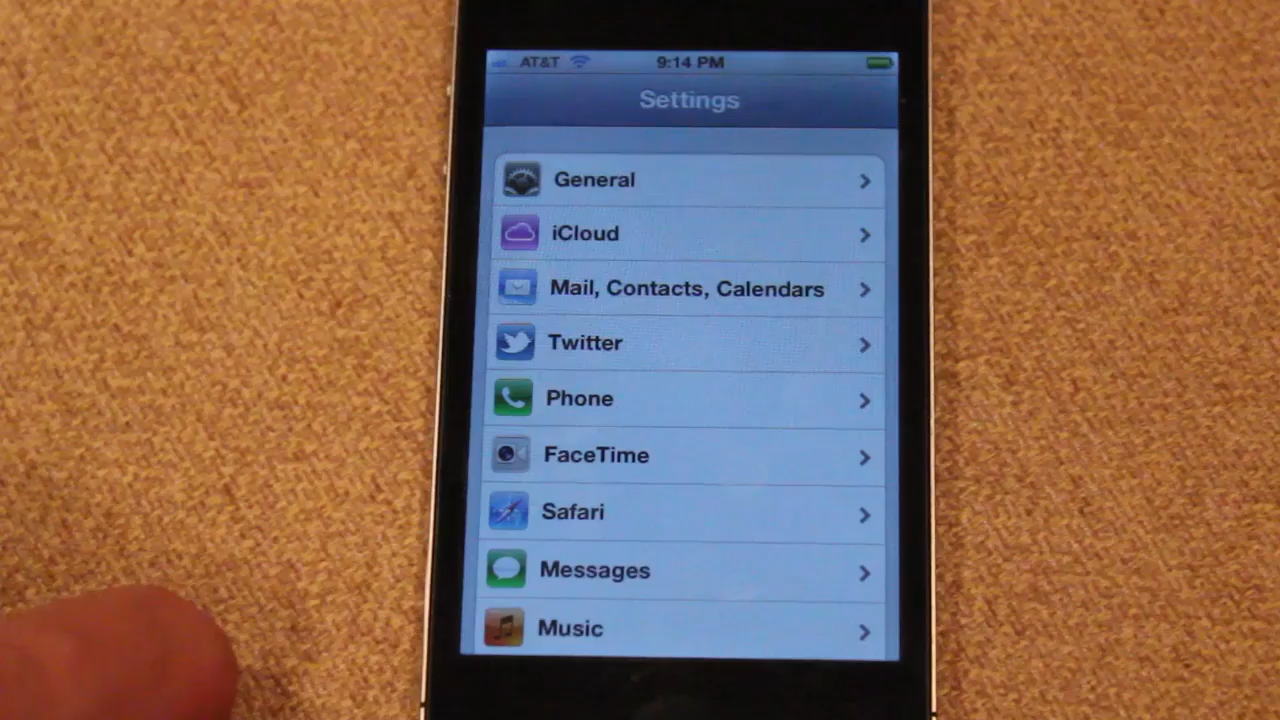 AT&T 9:14 PM
Settings
General
iCloud
Mail, Contacts, Calendars
Twitter
Phone
FaceTime
Safari
Messages
Music